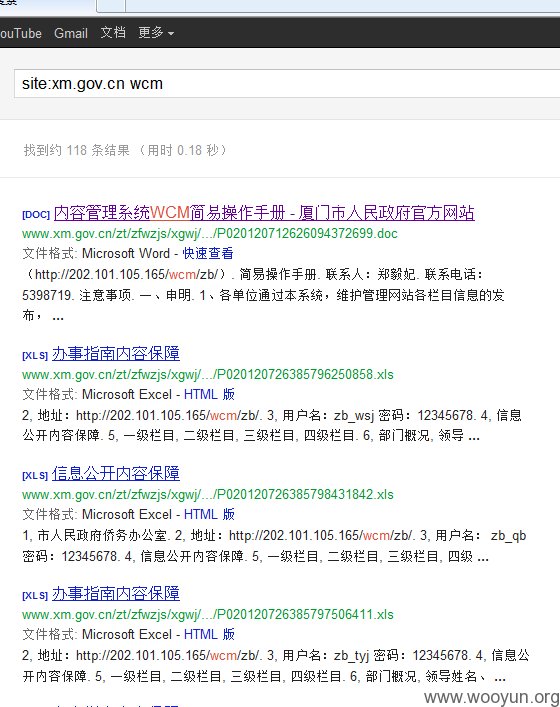 ouTube Gmail 文档 更多
site:xm.gov.cn wcm
找到约 118 条结果 （用时 0.18 秒）
[DOC] 内容管理系统WCM简易操作手册 - 厦门市人民政府官方网站
www.xm.gov.cn/zt/zfwzjs/xgwj/.../P020120712626094372699.doc
文件格式: Microsoft Word - 快速查看
（http://202.101.105.165/wcm/zb/）. 简易操作手册. 联系人：郑毅妃. 联系电话：
5398719. 注意事项. 一、申明. 1、各单位通过本系统，维护管理网站各栏目信息的发
布， ...
[XLS] 办事指南内容保障
www.xm.gov.cn/zt/zfwzjs/xgwj/.../P020120726385796250858.xls
文件格式: Microsoft Excel - HTML 版
2, 地址：http://202.101.105.165/wcm/zb/. 3, 用户名：zb_wsj 密码：12345678. 4, 信息
公开内容保障. 5, 一级栏目, 二级栏目, 三级栏目, 四级栏目. 6, 部门概况, 领导 ...
[XLS] 信息公开内容保障
www.xm.gov.cn/zt/zfwzjs/xgwj/.../P020120726385798431842.xls
文件格式: Microsoft Excel - HTML 版
1, 市人民政府侨务办公室. 2, 地址：http://202.101.105.165/wcm/zb/. 3, 用户名： zb_qb
密码：12345678. 4, 信息公开内容保障. 5, 一级栏目, 二级栏目, 三级栏目, 四级 ...
[XLS] 办事指南内容保障
www.xm.gov.cn/zt/zfwzjs/xgwj/.../P020120726385797506411.xls
文件格式: Microsoft Excel - HTML 版
2, 地址：http://202.101.105.165/wcm/zb/. 3, 用户名：zb_tyj 密码：12345678. 4, 信息公
开内容保障. 5, 一级栏目, 二级栏目, 三级栏目, 四级栏目. 6, 部门概况, 领导姓名、 ...
www.wooyun.org